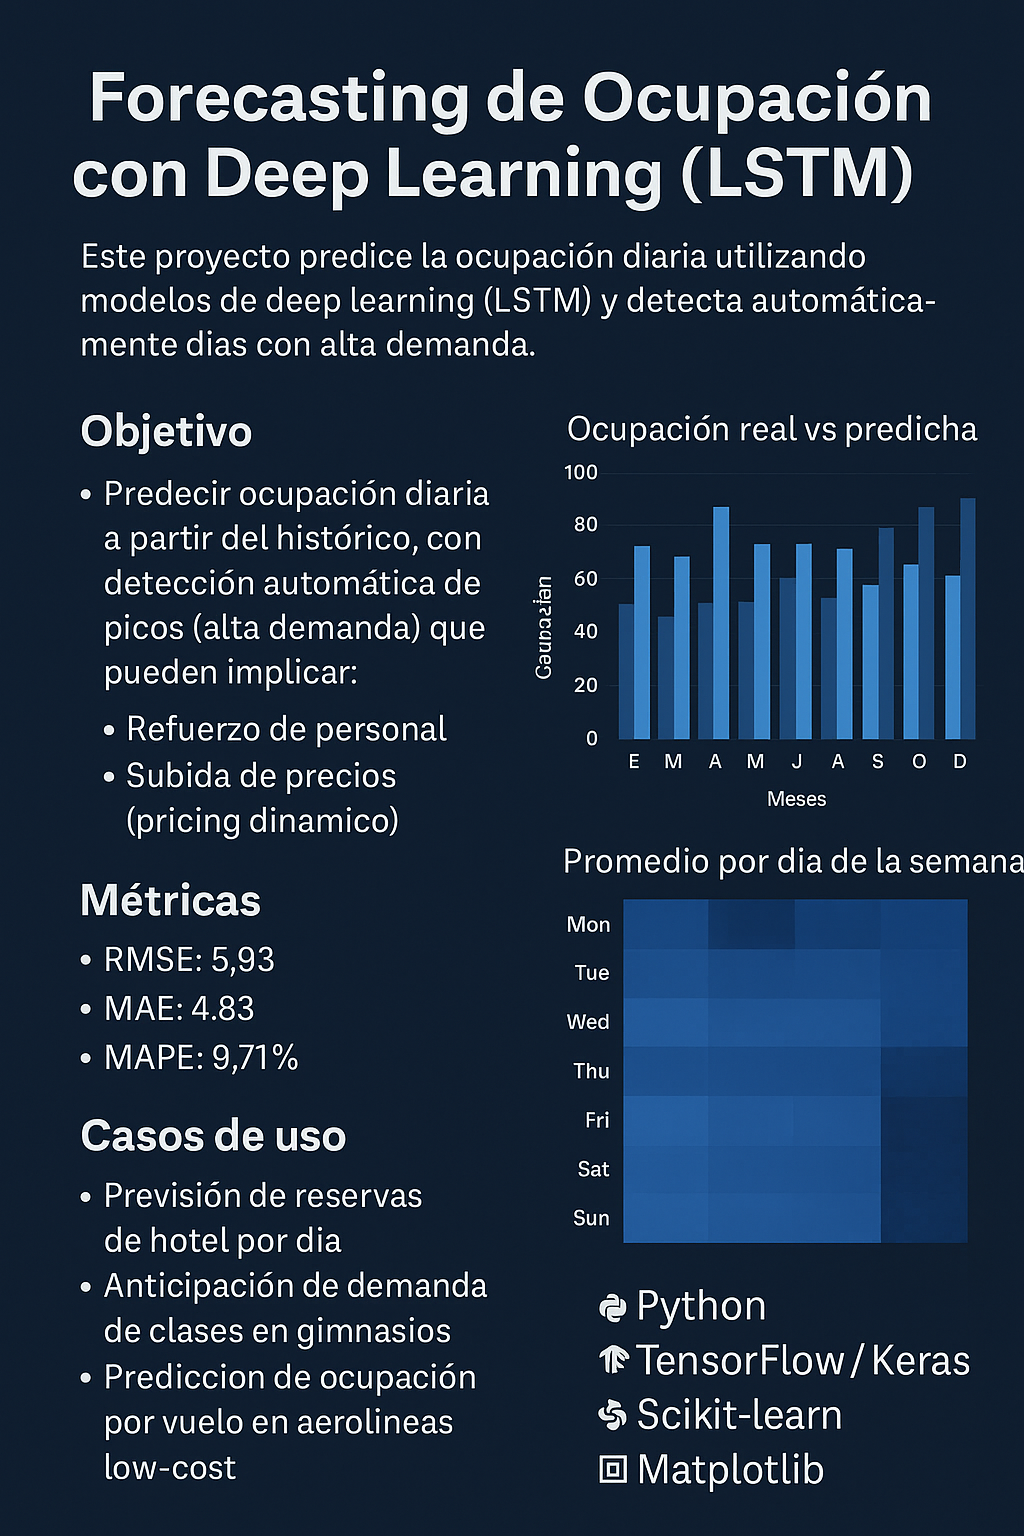 Forecasting de Ocupación
con Deep Learning (LSTM)
Este proyecto predice la ocupación diaria utilizando
modelos de deep learning (LSTM) y detecta automática-
mente dias con alta demanda.
Objetivo
• Predecir ocupación diaria
a partir del histórico, con
detección automática de
picos (alta demanda) que
pueden implicar:
• Refuerzo de personal
• Subida de precios
(pricing dinamico)
Métricas
• RMSE: 5,93
• MAE: 4.83
• MAPE: 9,71%
Casos de uso
• Previsión de reservas
de hotel por dia
• Anticipación de demanda
de clases en gimnasios
• Prediccion de ocupación
por vuelo en aerolineas
low-cost
Ocupación real vs predicha
100
80
60
40
20
0
E M A M J A S O D
Meses
Promedio por dia de la semana
Mon
Tue
Wed
Thu
Fri
Sat
Sun
Python
TensorFlow / Keras
Scikit-learn
Matplotlib